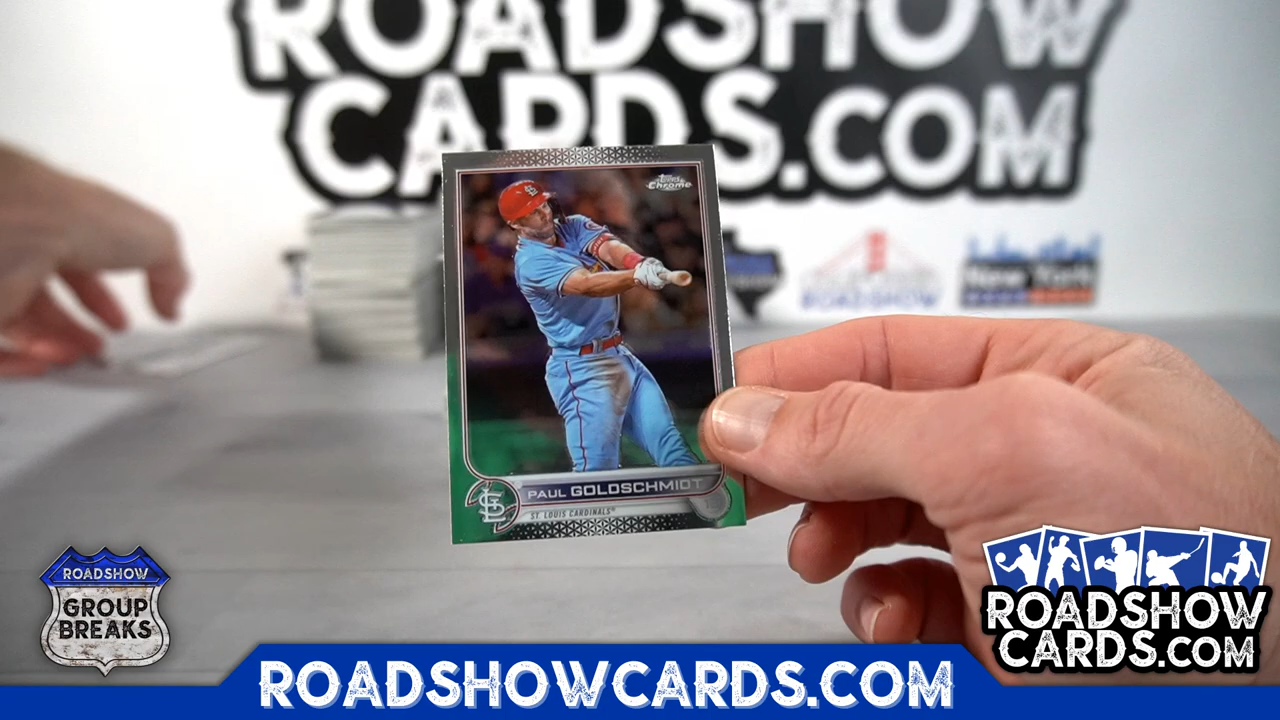 ROADSHOW
CARDS.COM
Topps
Chrome
New York
ROADSHOW
PAUL GOLDSCHMIDT
ST. LOUIS CARDINALS
ROADSHOW
GROUP
BREAKS
ROADSHOW
CARDS.COM
ROADSHOWCARDS.COM